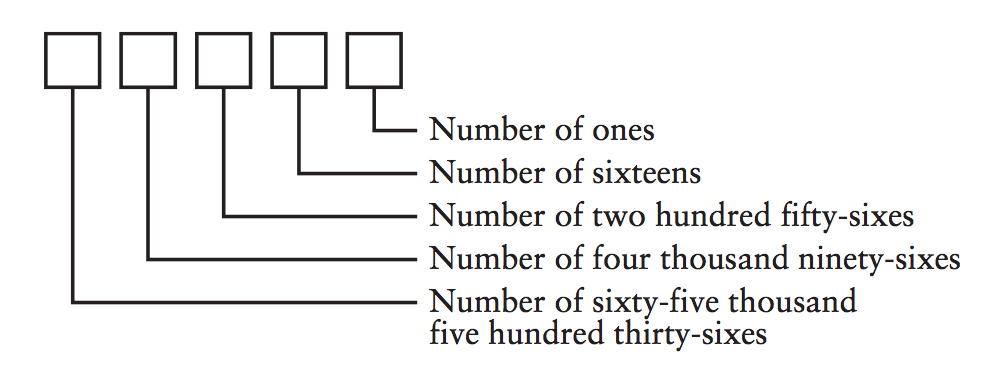 Number of ones
Number of sixteens
Number of two hundred fifty-sixes
Number of four thousand ninety-sixes
Number of sixty-five thousand
five hundred thirty-sixes